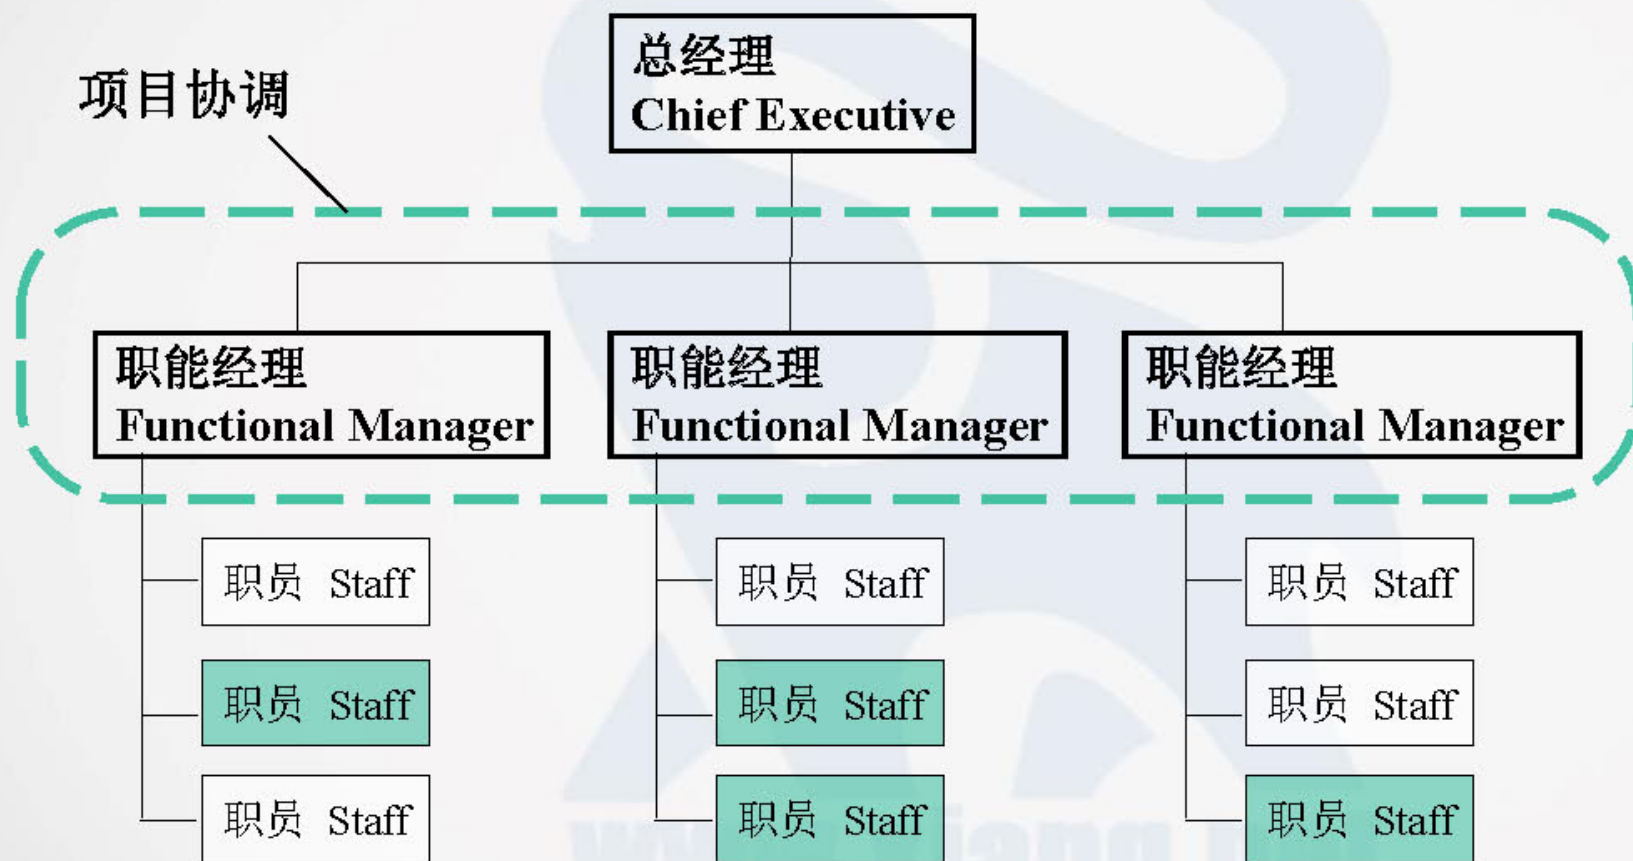 总经理
Chief Executive
项目协调
职能经理
Functional Manager
职能经理
Functional Manager
职能经理
Functional Manager
职员 Staff
职员 Staff
职员 Staff
职员 Staff
职员 Staff
职员 Staff
职员 Staff
职员 Staff
职员 Staff